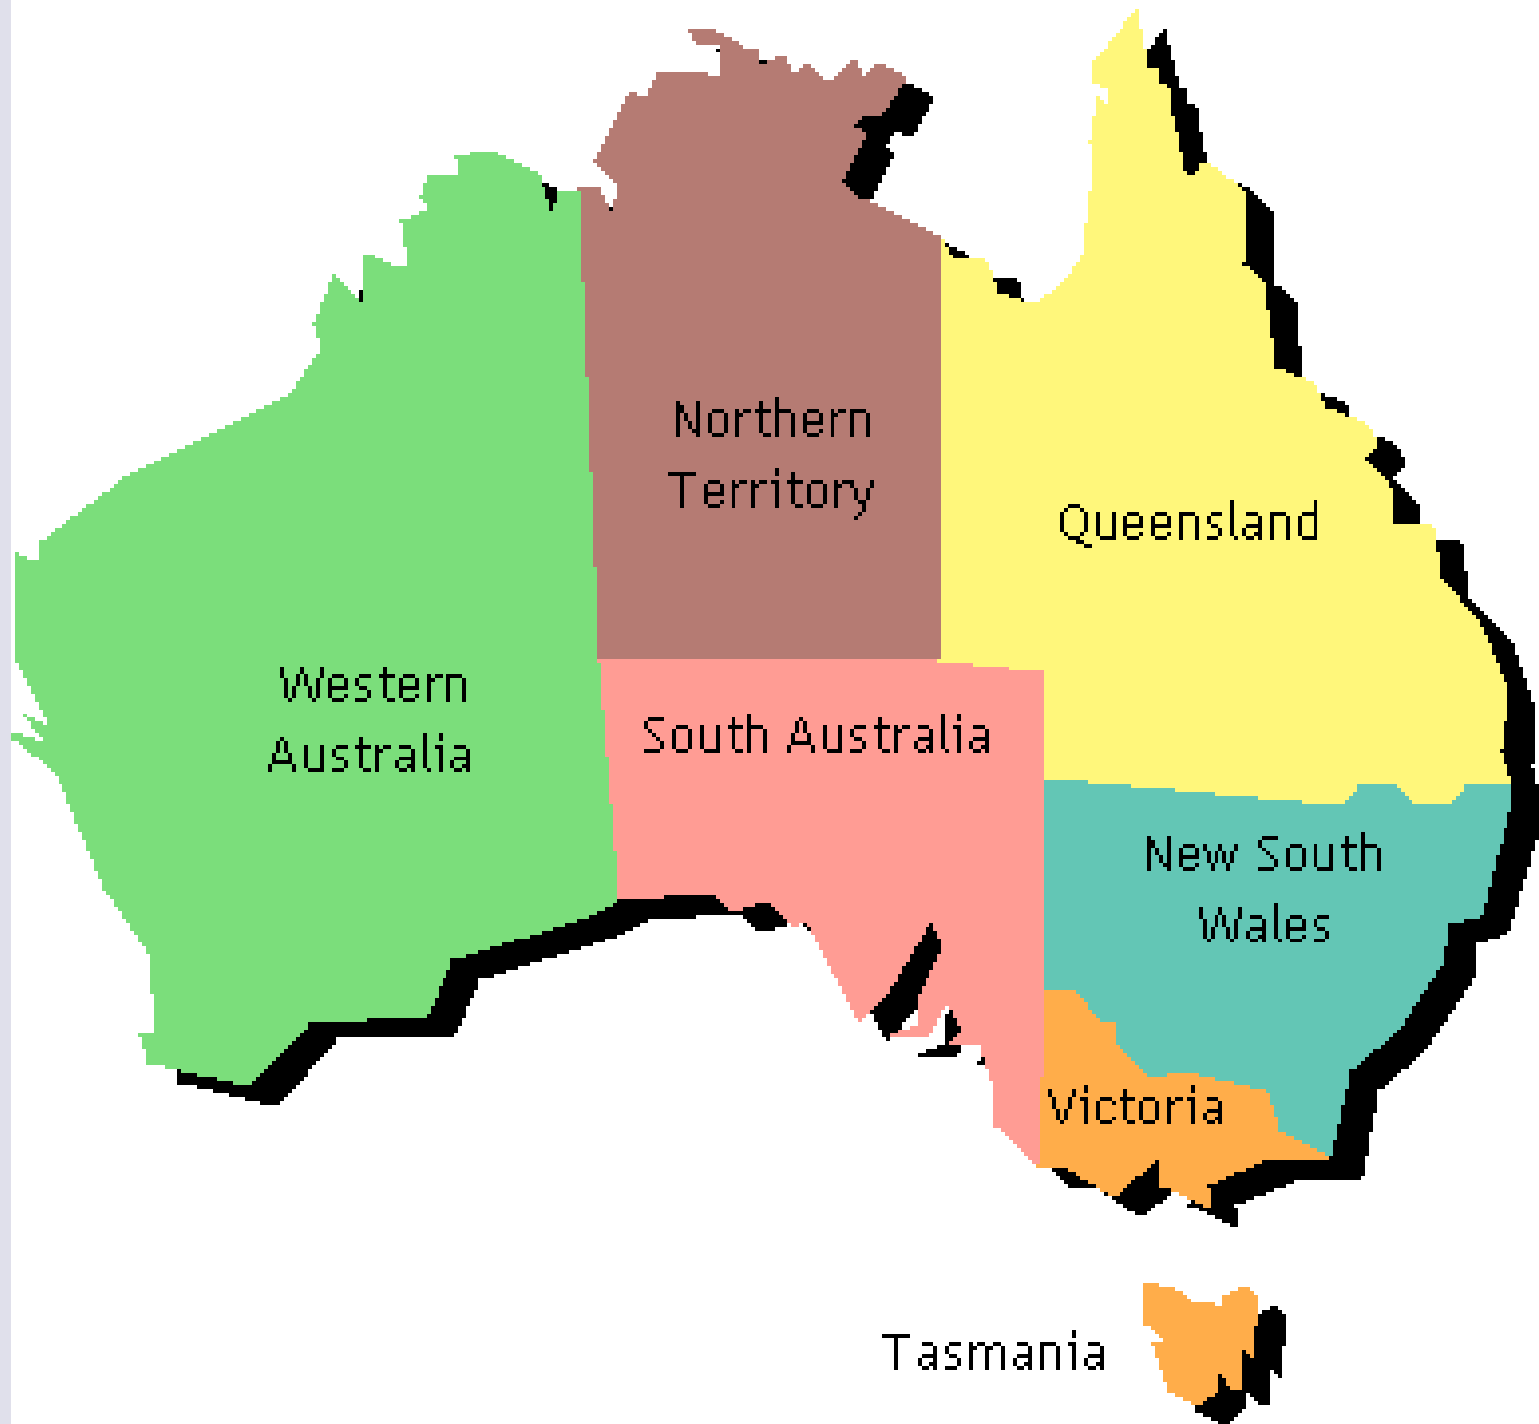 Northern
Territory
Queensland
Western
Australia
South Australia
New South
Wales
Victoria
Tasmania